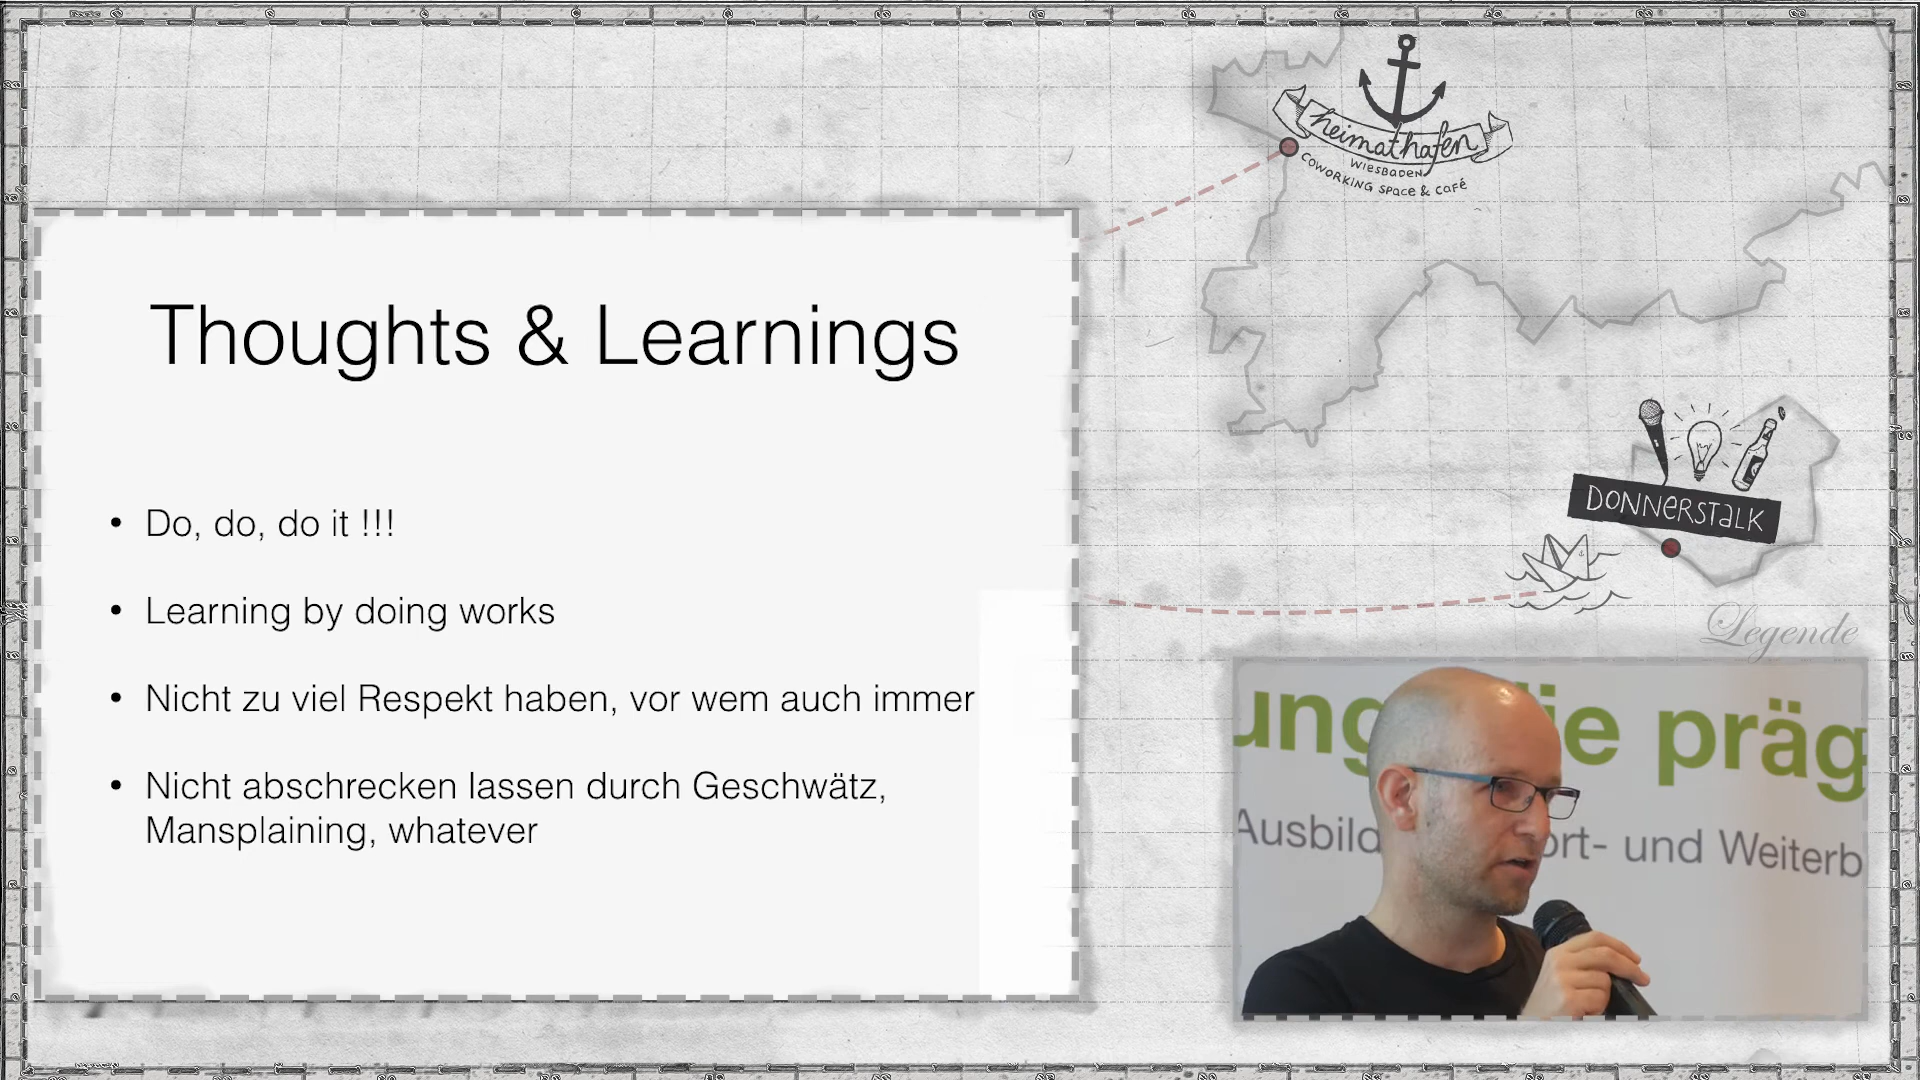 heimathafen
WIESBADEN
COWORKING SPACE & CAFÉ
Thoughts & Learnings
• Do, do, do it !!!
• Learning by doing works
• Nicht zu viel Respekt haben, vor wem auch immer
• Nicht abschrecken lassen durch Geschwätz,
Mansplaining, whatever
DONNERSTALK
Legende
ung die präg
Ausbild ort- und Weiterb